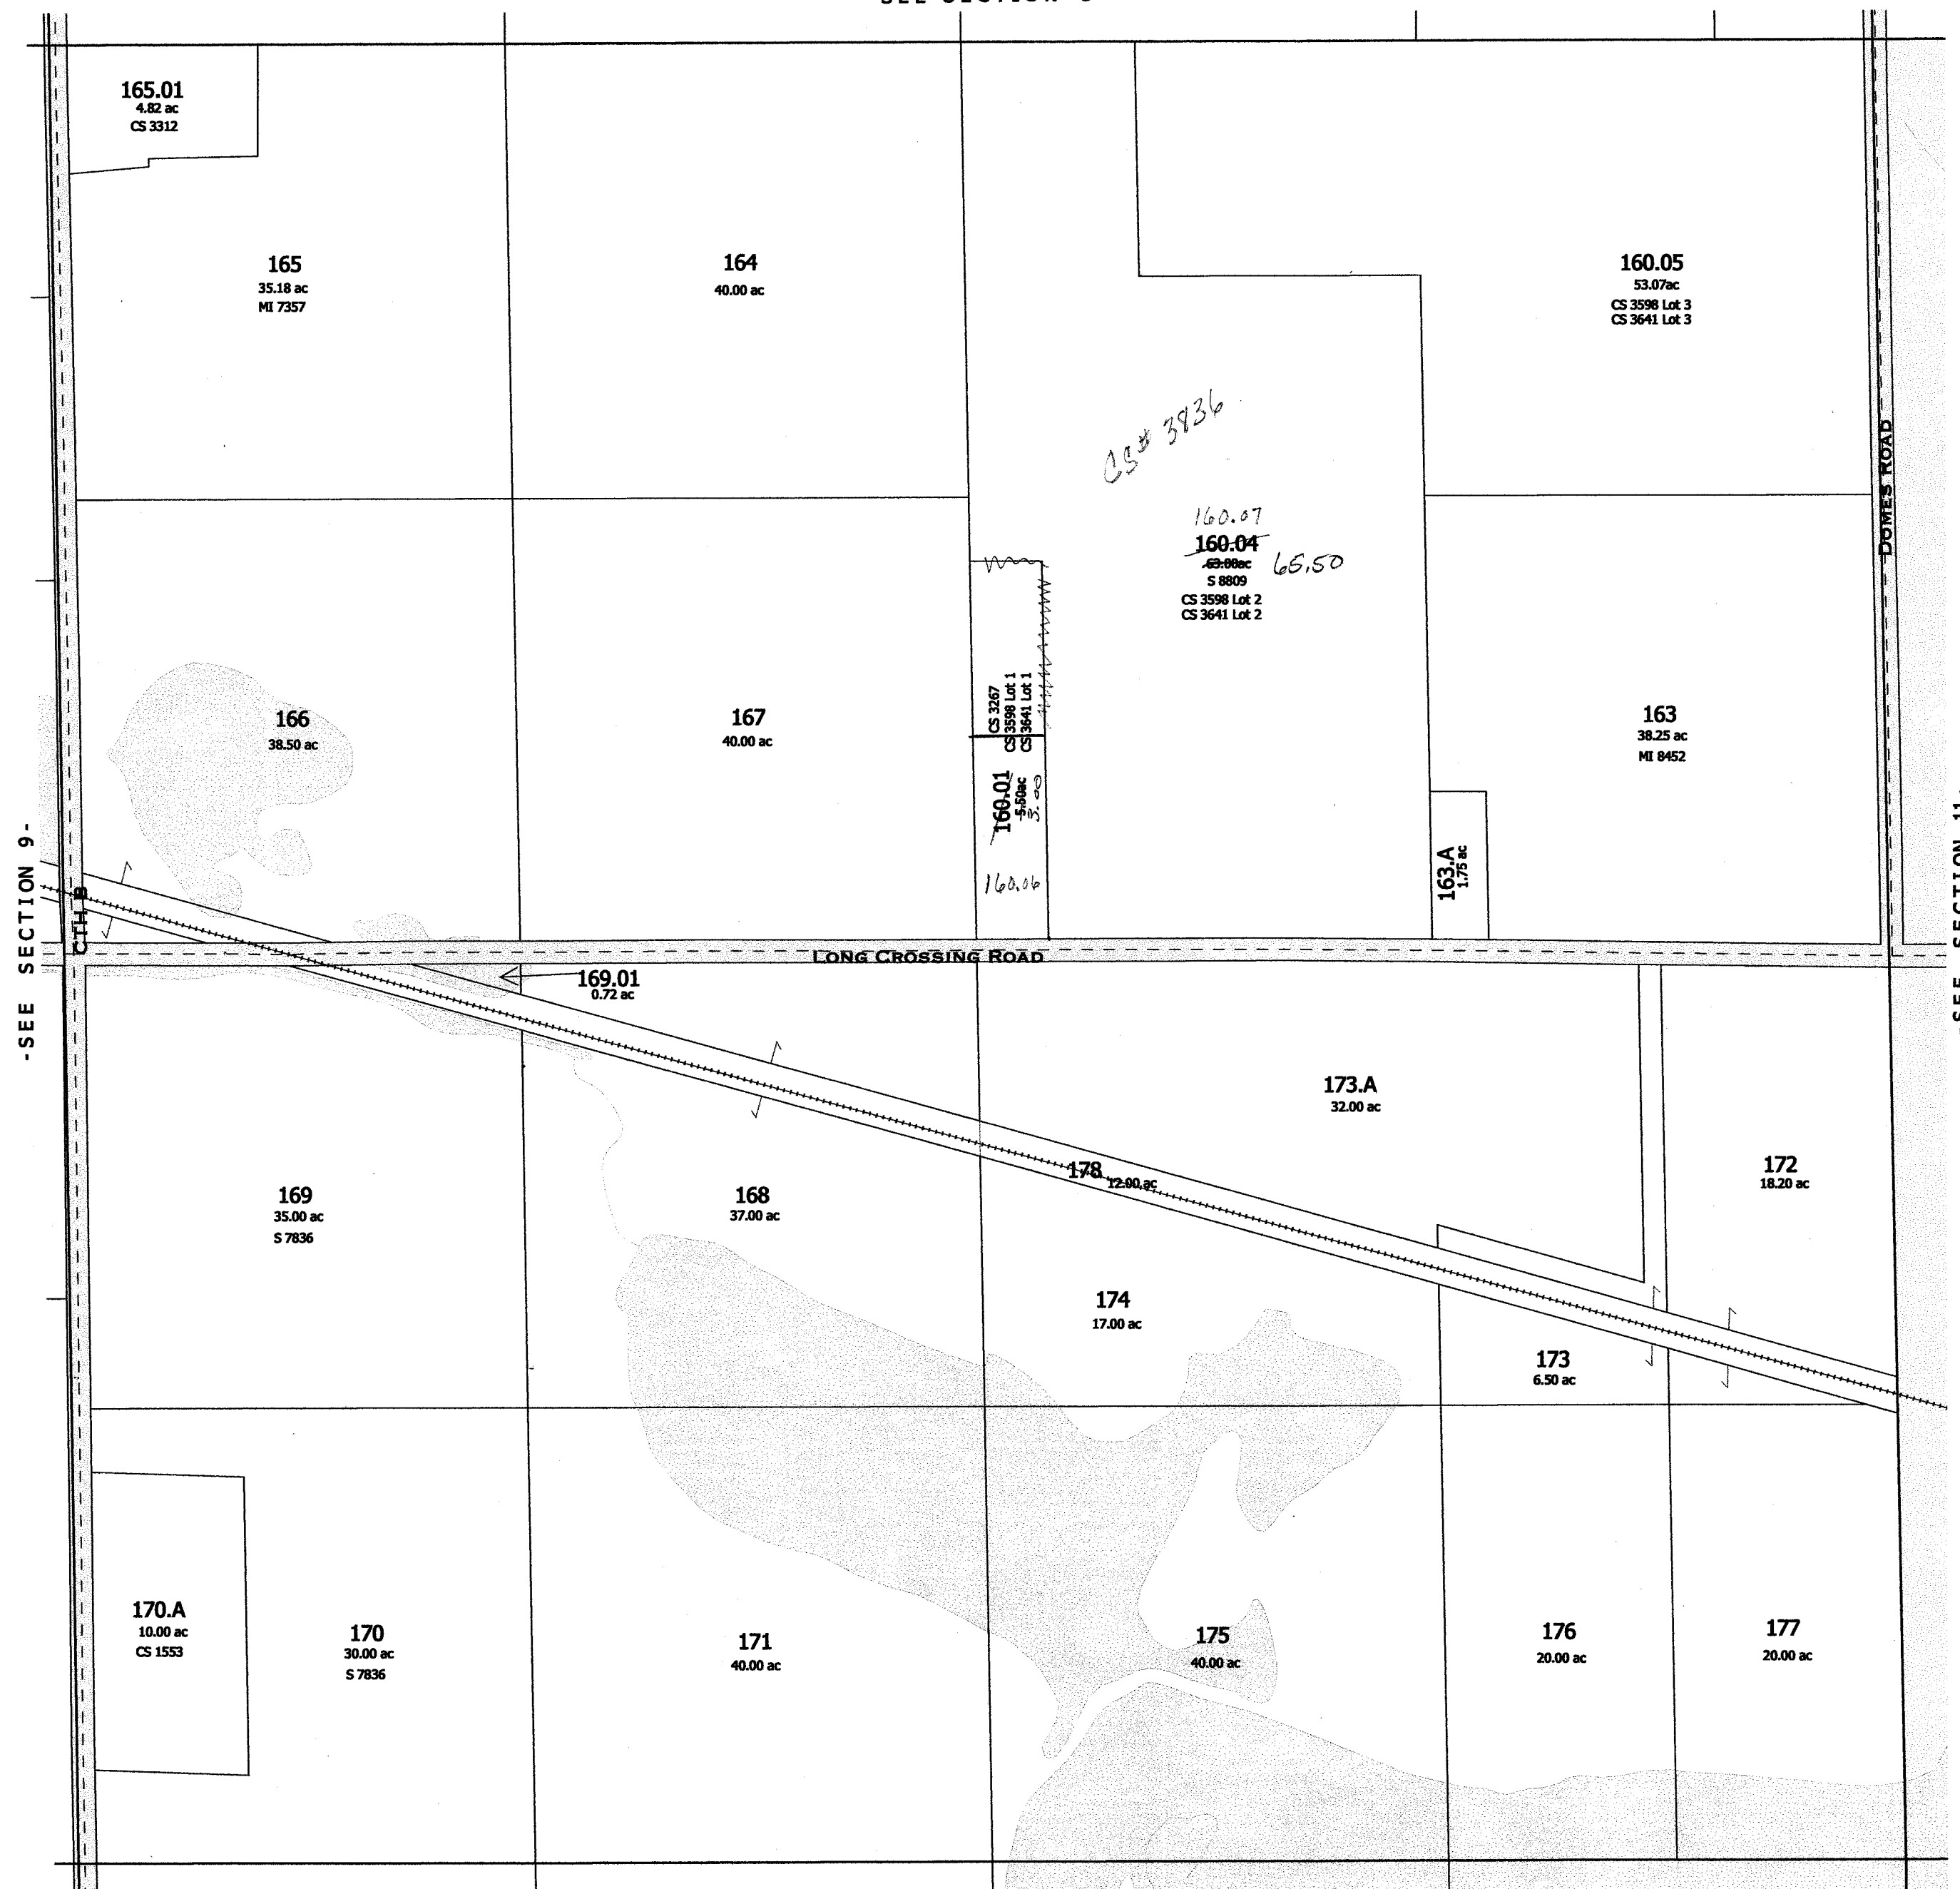 165.01
4.82 ac
CS 3312
165
35.18 ac
MI 7357
164
40.00 ac
160.05
53.07ac
CS 3598 Lot 3
CS 3641 Lot 3
DOMES ROAD
CS# 3836
160.07
160.04
63.00ac
65.50
S 8809
CS 3598 Lot 2
CS 3641 Lot 2
166
38.50 ac
167
40.00 ac
CS 3267
CS 3598 Lot 1
CS 3641 Lot 1
160.01
5.50ac
3.00
160.06
163
38.25 ac
MI 8452
163.A
1.75 ac
-SEE SECTION 9-
CTH B
LONG CROSSING ROAD
-SEE SECTION 11-
169.01
0.72 ac
173.A
32.00 ac
178
12.00 ac
172
18.20 ac
169
35.00 ac
S 7836
168
37.00 ac
174
17.00 ac
173
6.50 ac
170.A
10.00 ac
CS 1553
170
30.00 ac
S 7836
171
40.00 ac
175
40.00 ac
176
20.00 ac
177
20.00 ac